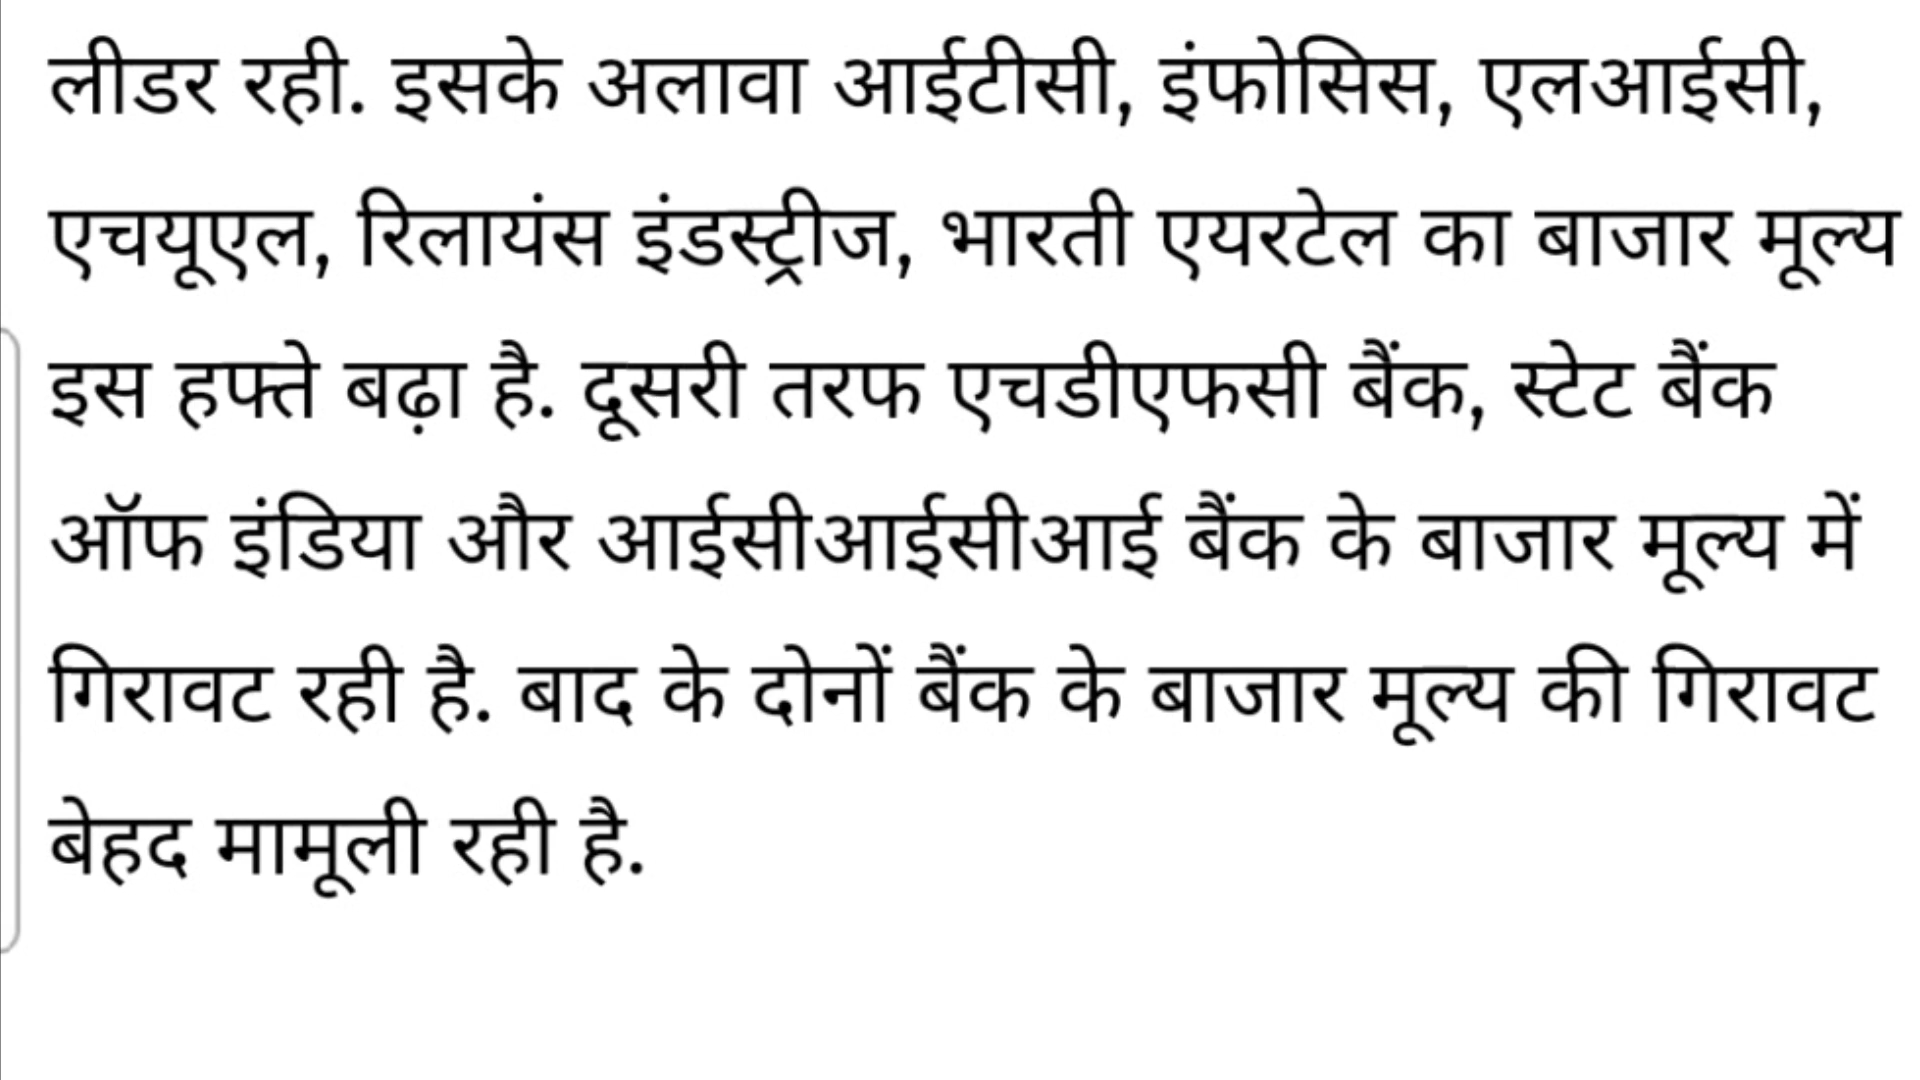 लीडर रही. इसके अलावा आईटीसी, इंफोसिस, एलआईसी,
एचयूएल, रिलायंस इंडस्ट्रीज, भारती एयरटेल का बाजार मूल्य
इस हफ्ते बढ़ा है. दूसरी तरफ एचडीएफसी बैंक, स्टेट बैंक
ऑफ इंडिया और आईसीआईसीआई बैंक के बाजार मूल्य में
गिरावट रही है. बाद के दोनों बैंक के बाजार मूल्य की गिरावट
बेहद मामूली रही है.